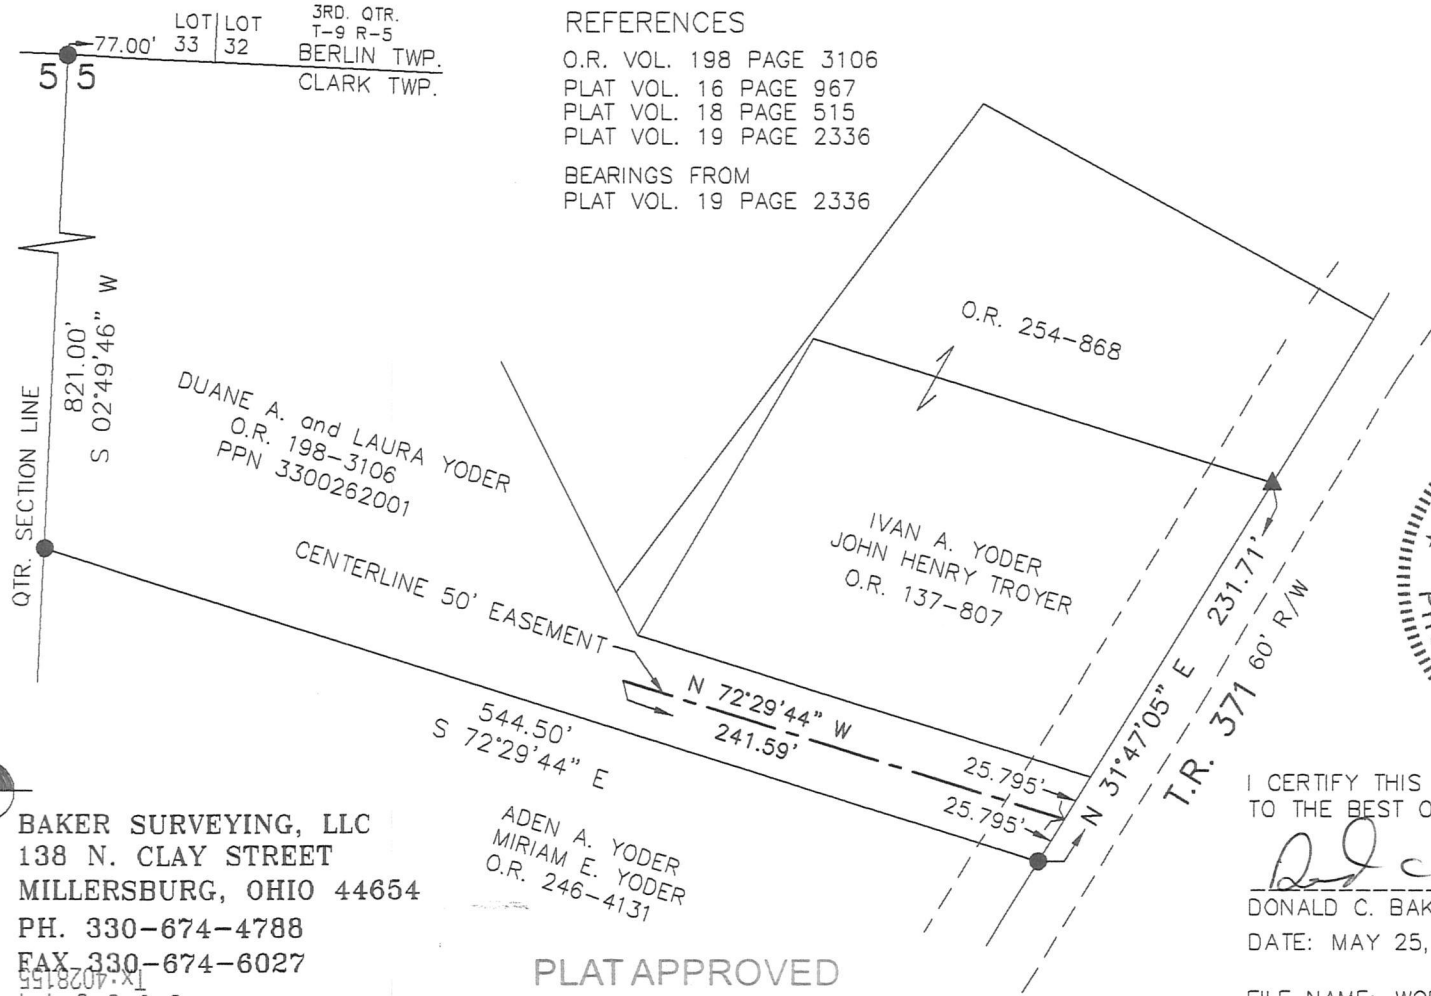 LOT LOT
33 32
3RD. QTR.
T-9 R-5
BERLIN TWP.
CLARK TWP.
77.00'
5 5
REFERENCES
O.R. VOL. 198 PAGE 3106
PLAT VOL. 16 PAGE 967
PLAT VOL. 18 PAGE 515
PLAT VOL. 19 PAGE 2336
BEARINGS FROM
PLAT VOL. 19 PAGE 2336
821.00'
S 02°49'46" W
QTR. SECTION LINE
DUANE A. and LAURA YODER
O.R. 198-3106
PPN 3300262001
CENTERLINE 50' EASEMENT
O.R. 254-868
IVAN A. YODER
JOHN HENRY TROYER
O.R. 137-807
N 72°29'44" W
241.59'
544.50'
S 72°29'44" E
25.795'
25.795'
N 31°47'05" E 231.71'
T.R. 371 60' R/W
ADEN A. YODER
MIRIAM E. YODER
O.R. 246-4131
BAKER SURVEYING, LLC
138 N. CLAY STREET
MILLERSBURG, OHIO 44654
PH. 330-674-4788
FAX 330-674-6027
Tx:4028155
PLAT APPROVED
I CERTIFY THIS
TO THE BEST O
DONALD C. BAK
DATE: MAY 25,